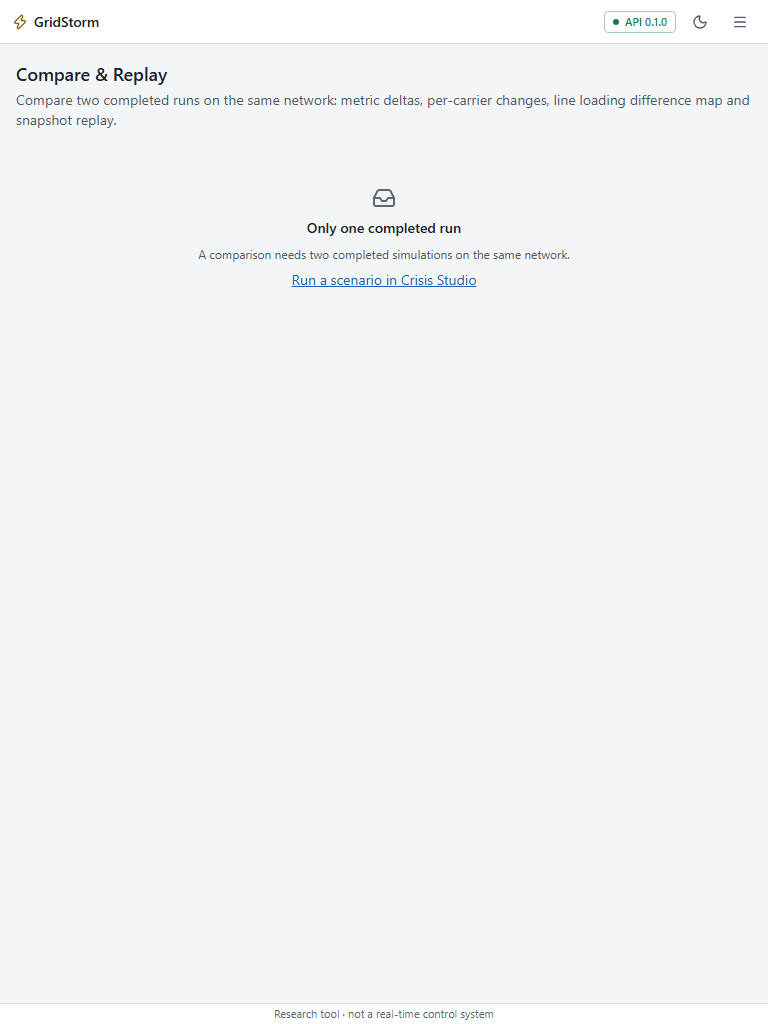 GridStorm
API 0.1.0
Compare & Replay
Compare two completed runs on the same network: metric deltas, per-carrier changes, line loading difference map and
snapshot replay.
Only one completed run
A comparison needs two completed simulations on the same network.
Run a scenario in Crisis Studio
Research tool · not a real-time control system